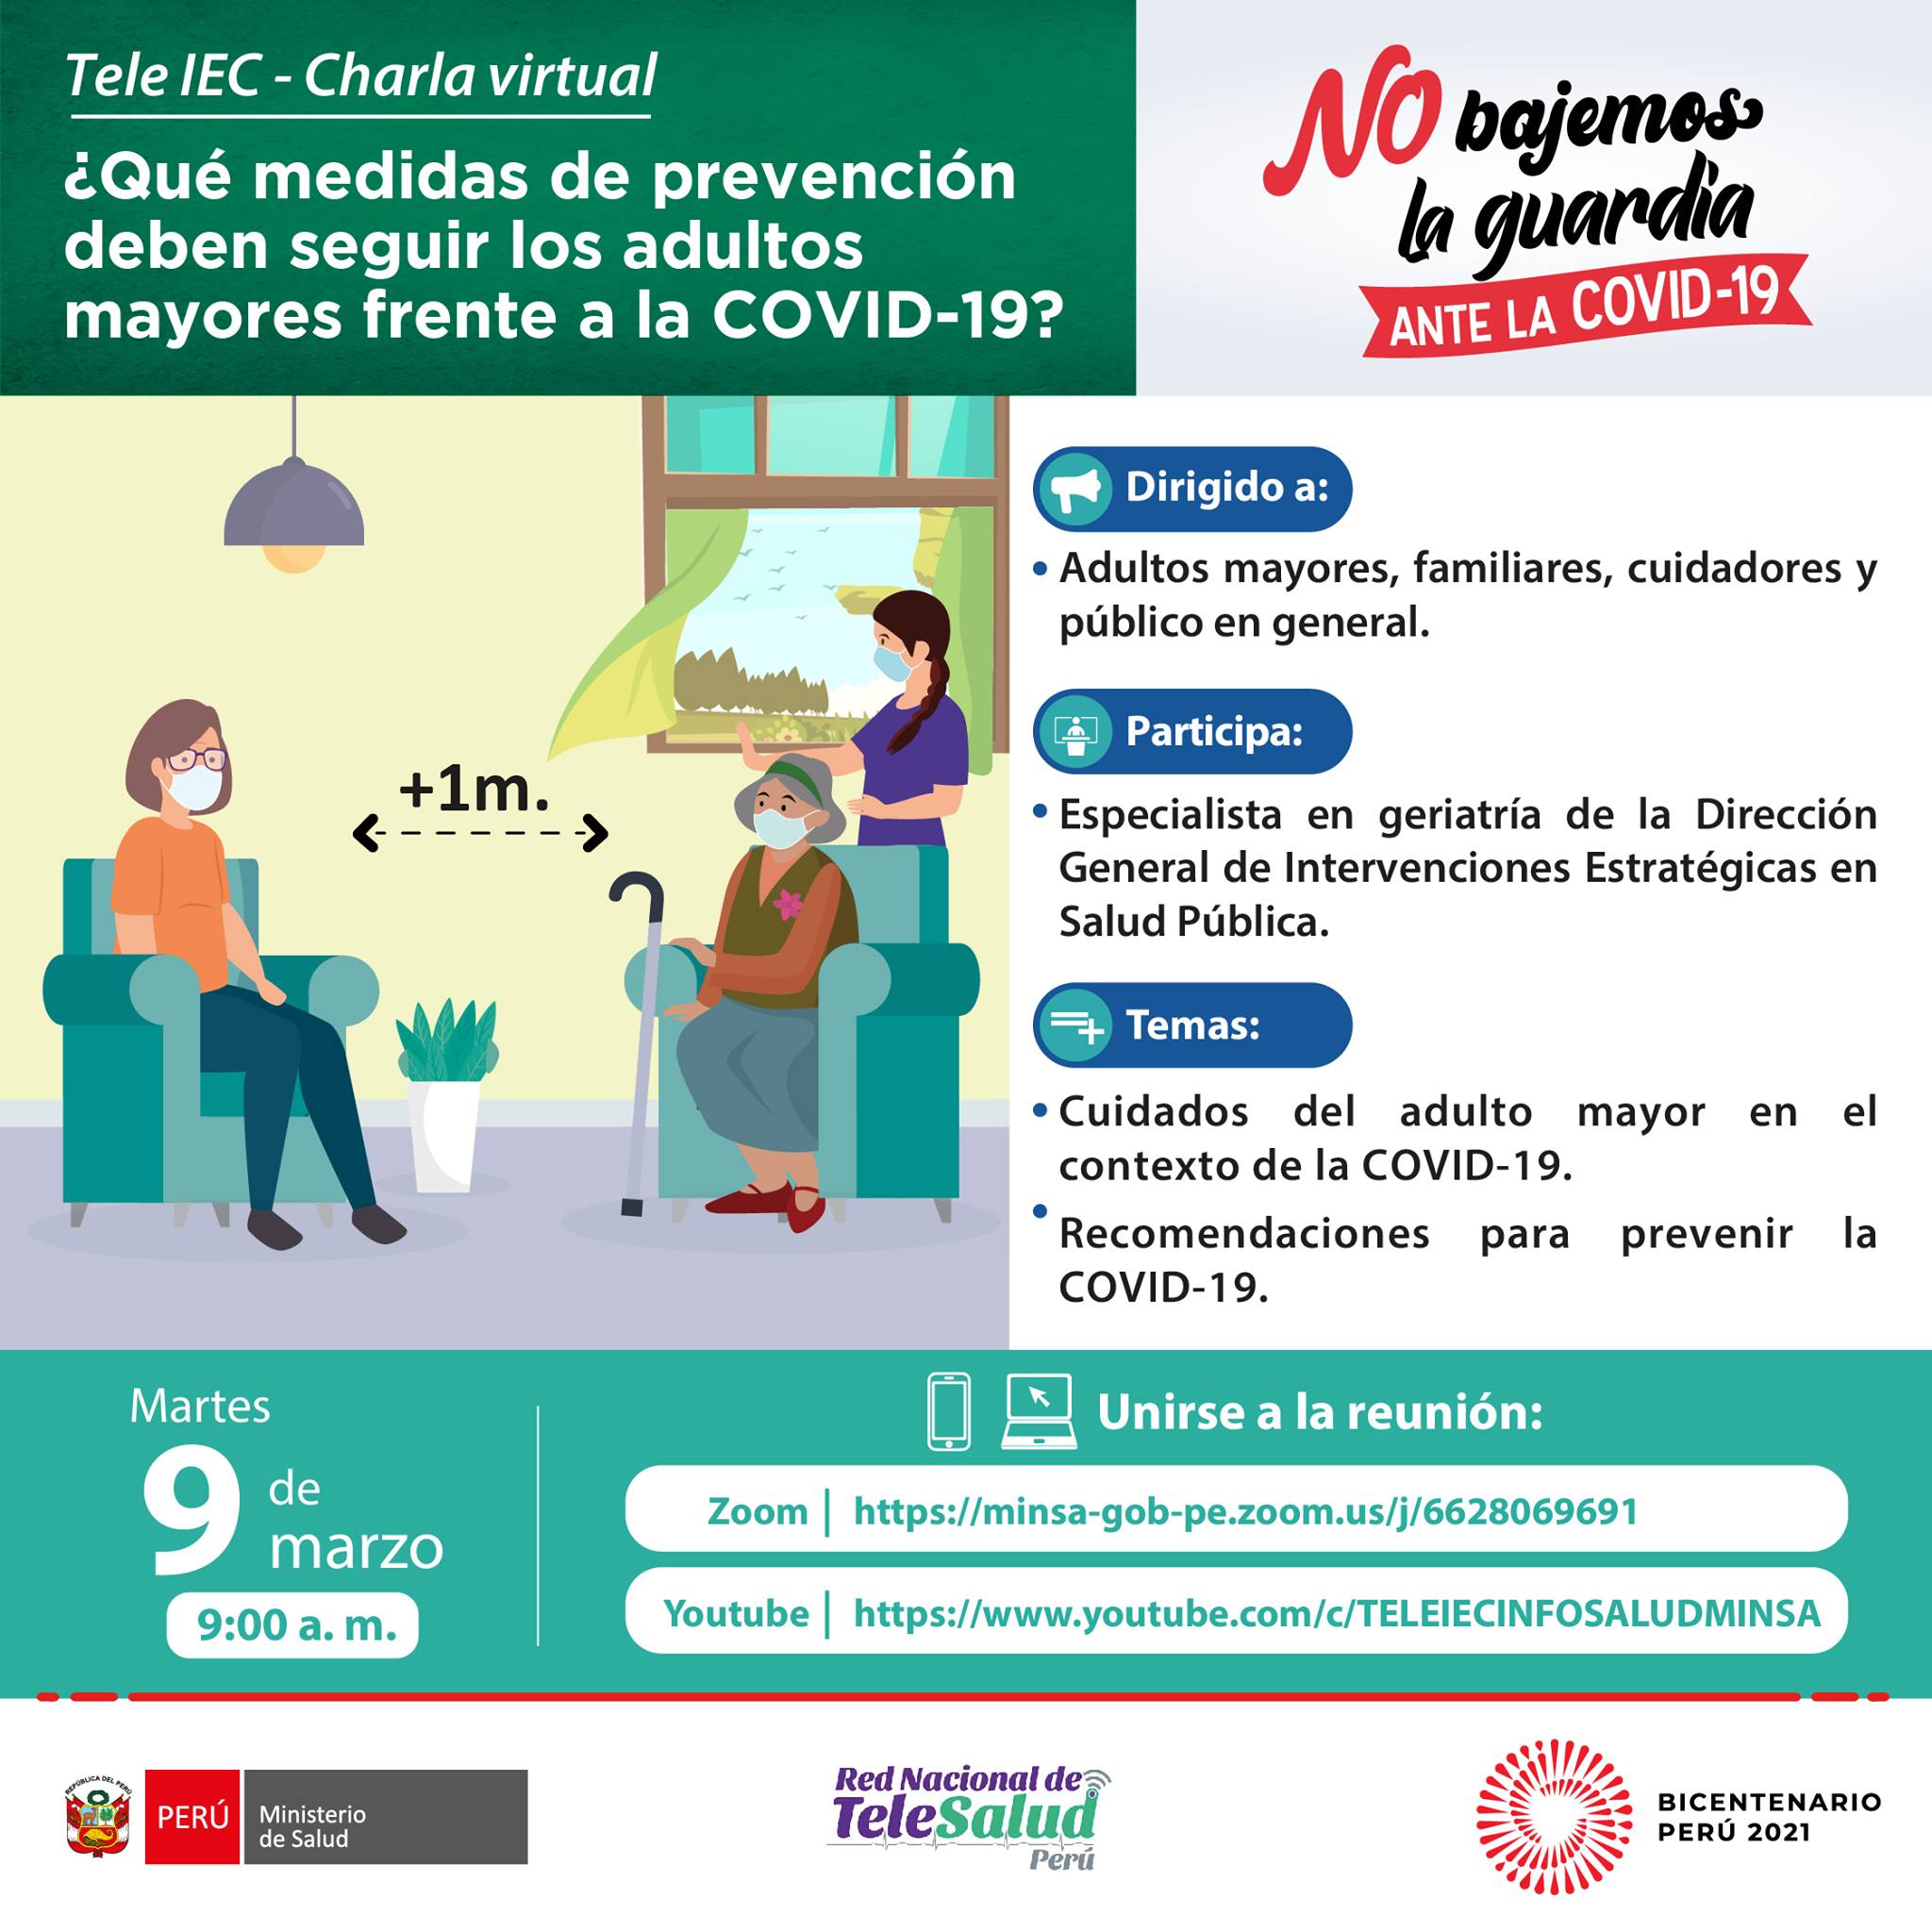 Tele IEC - Charla virtual
¿Qué medidas de prevención
deben seguir los adultos
mayores frente a la COVID-19?
NO bajemos
la guardia
ANTE LA COVID-19
+1m.
Dirigido a:
• Adultos mayores, familiares, cuidadores y
público en general.
Participa:
• Especialista en geriatría de la Dirección
General de Intervenciones Estratégicas en
Salud Pública.
Temas:
• Cuidados del adulto mayor en el
contexto de la COVID-19.
• Recomendaciones para prevenir la
COVID-19.
Martes
9 de
marzo
9:00 a. m.
Unirse a la reunión:
Zoom | https://minsa-gob-pe.zoom.us/j/6628069691
Youtube | https://www.youtube.com/c/TELEIECINFOSALUDMINSA
REPÚBLICA DEL PERÚ
PERÚ
Ministerio
de Salud
Red Nacional de
TeleSalud
Perú
BICENTENARIO
PERÚ 2021